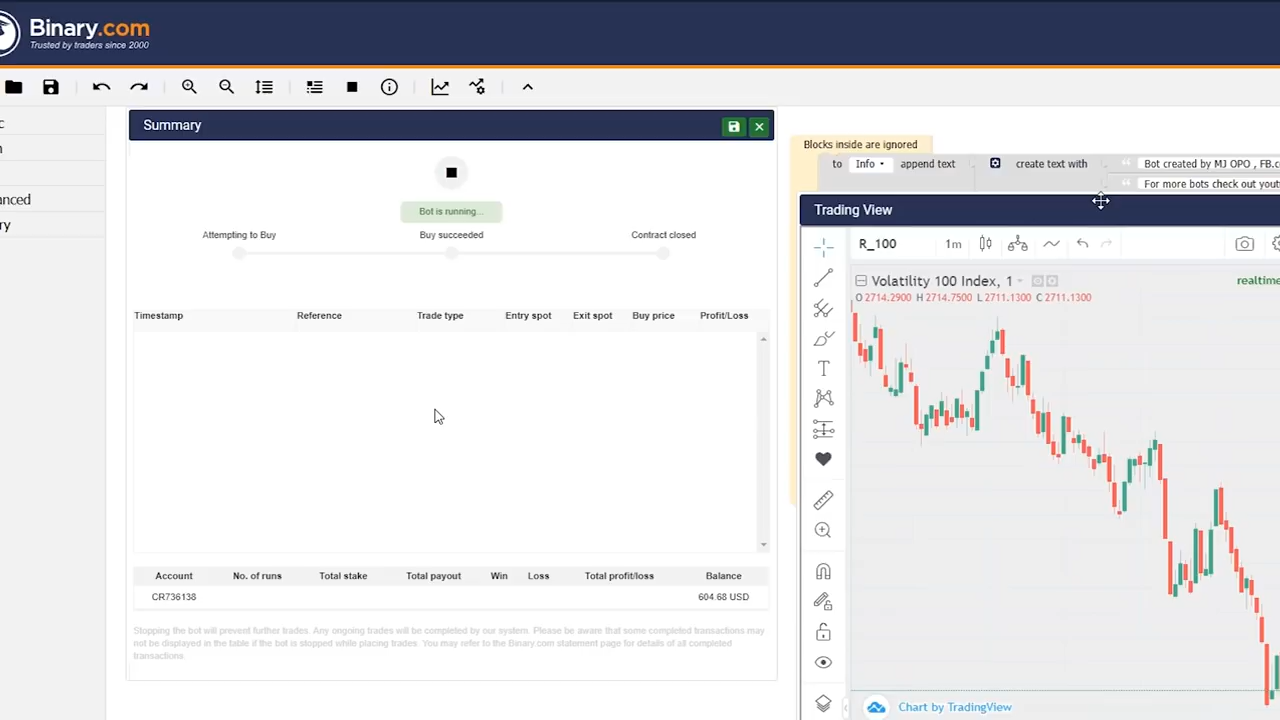 Binary.com
Trusted by traders since 2000
Summary
Bot is running...
Attempting to Buy Buy succeeded Contract closed
Timestamp Reference Trade type Entry spot Exit spot Buy price Profit/Loss
Account No. of runs Total stake Total payout Win Loss Total profit/loss Balance
CR736138 604.68 USD
Stopping the bot will prevent further trades. Any ongoing trades will be completed by our system. Please be aware that some completed transactions may
not be displayed in the table if the bot is stopped while placing trades. You may refer to the Binary.com statement page for details of all completed
transactions.
Blocks inside are ignored
to Info append text create text with Bot created by MJ OPO , FB.c
For more bots check out yout
Trading View
R_100 1m
Volatility 100 Index, 1
realtime
O 2714.2900 H 2714.7500 L 2711.1300 C 2711.1300
Chart by TradingView